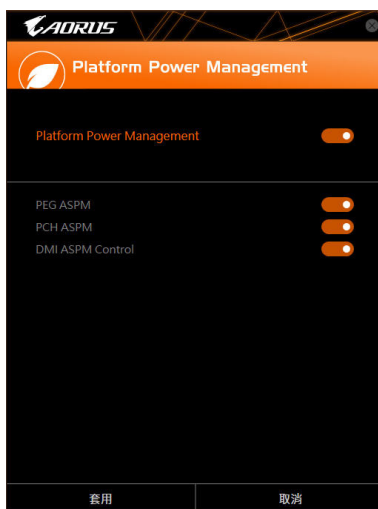 AORUS
Platform Power Management
Platform Power Management
PEG ASPM
PCH ASPM
DMI ASPM Control
套用 取消